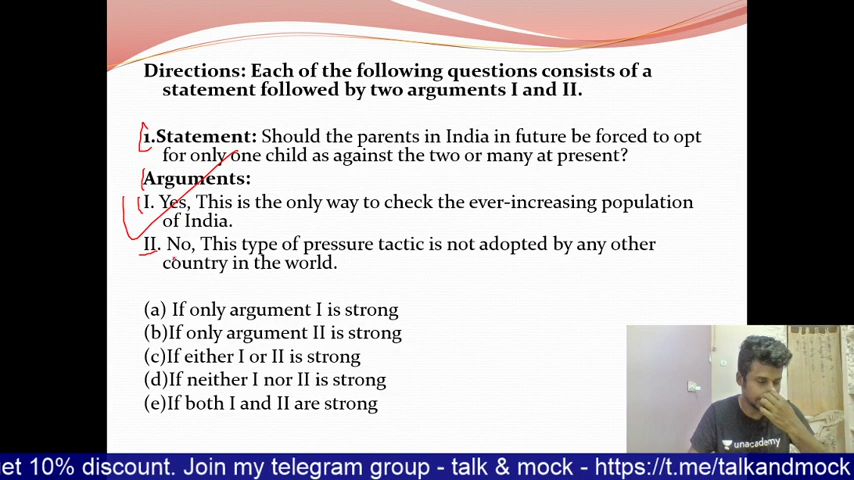 Directions: Each of the following questions consists of a
statement followed by two arguments I and II.
1.Statement: Should the parents in India in future be forced to opt
for only one child as against the two or many at present?
Arguments:
I. Yes, This is the only way to check the ever-increasing population
of India.
II. No, This type of pressure tactic is not adopted by any other
country in the world.
(a) If only argument I is strong
(b)If only argument II is strong
(c)If either I or II is strong
(d)If neither I nor II is strong
(e)If both I and II are strong
unacademy
et 10% discount. Join my telegram group - talk & mock - https://t.me/talkandmock